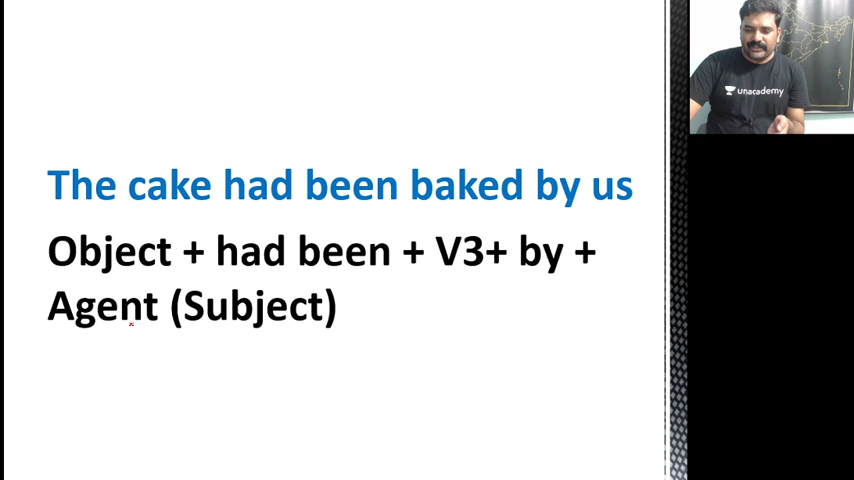 The cake had been baked by us
Object + had been + V3+ by +
Agent (Subject)
unacademy